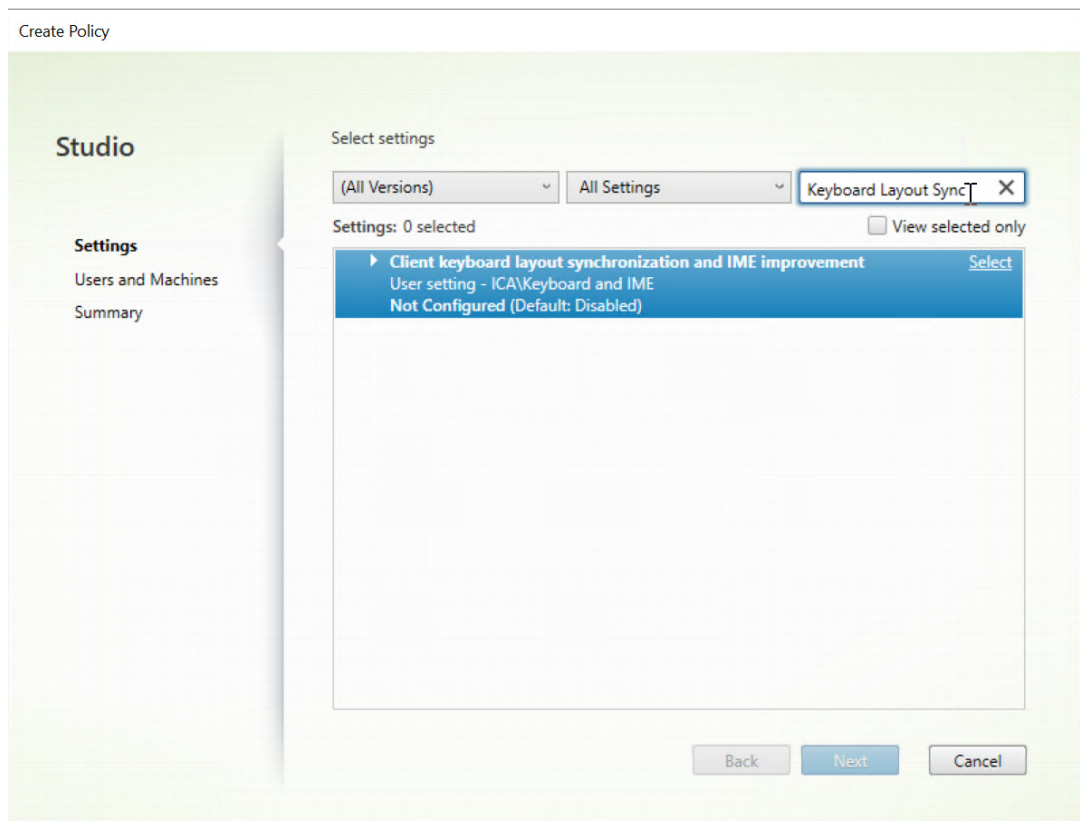 Create Policy
Studio
Settings
Users and Machines
Summary
Select settings
(All Versions)
All Settings
Keyboard Layout Sync
Settings: 0 selected
View selected only
Client keyboard layout synchronization and IME improvement
Select
User setting - ICA\Keyboard and IME
Not Configured (Default: Disabled)
Back
Next
Cancel